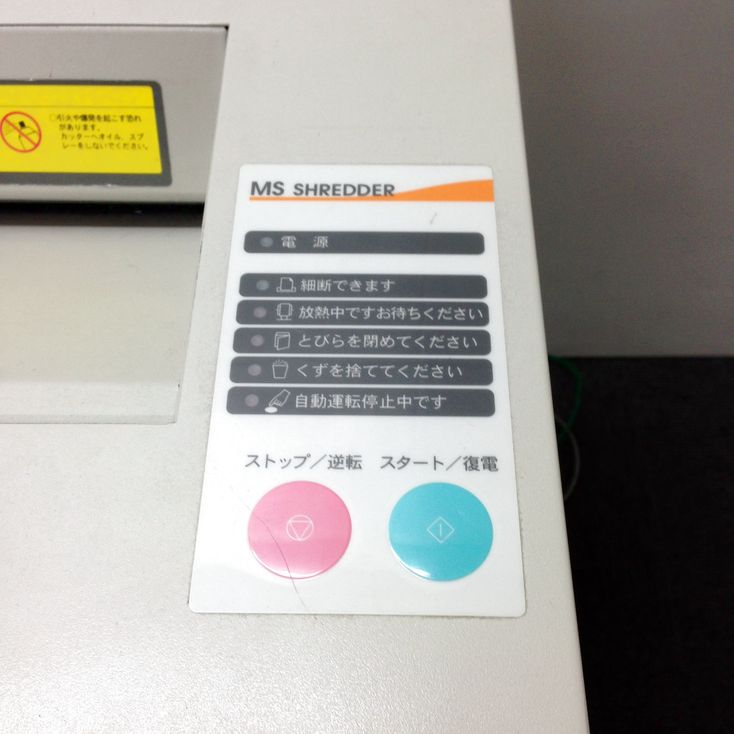 ○引火や爆発を起こす恐れ
があります。
カッターへオイル、スプ
レーをしないでください。
MS SHREDDER
電 源
細断できます
放熱中ですお待ちください
とびらを閉めてください
くずを捨ててください
自動運転停止中です
ストップ/逆転 スタート/復電